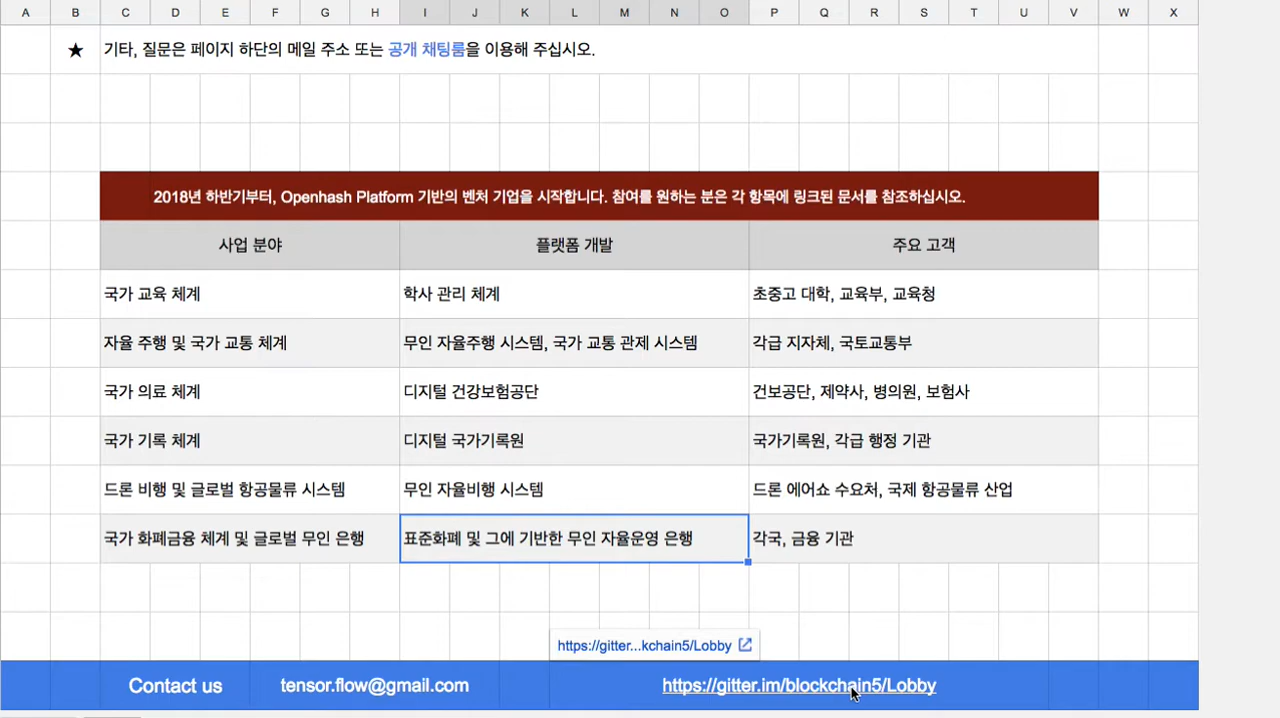 A B C D E F G H I J K L M N O P Q R S T U V W X
★ 기타, 질문은 페이지 하단의 메일 주소 또는 공개 채팅룸을 이용해 주십시오.
2018년 하반기부터, Openhash Platform 기반의 벤처 기업을 시작합니다. 참여를 원하는 분은 각 항목에 링크된 문서를 참조하십시오.
사업 분야 플랫폼 개발 주요 고객
국가 교육 체계 학사 관리 체계 초중고 대학, 교육부, 교육청
자율 주행 및 국가 교통 체계 무인 자율주행 시스템, 국가 교통 관제 시스템 각급 지자체, 국토교통부
국가 의료 체계 디지털 건강보험공단 건보공단, 제약사, 병의원, 보험사
국가 기록 체계 디지털 국가기록원 국가기록원, 각급 행정 기관
드론 비행 및 글로벌 항공물류 시스템 무인 자율비행 시스템 드론 에어쇼 수요처, 국제 항공물류 산업
국가 화폐금융 체계 및 글로벌 무인 은행 표준화폐 및 그에 기반한 무인 자율운영 은행 각국, 금융 기관
https://gitter...kchain5/Lobby
Contact us tensor.flow@gmail.com https://gitter.im/blockchain5/Lobby